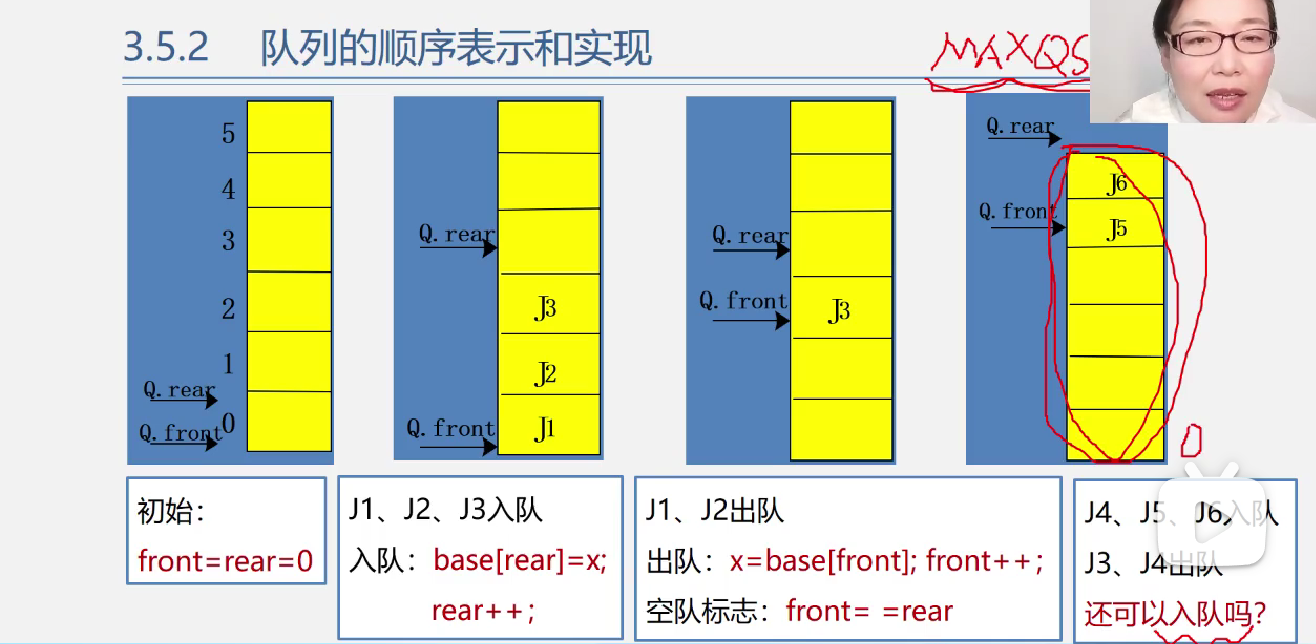 3.5.2 队列的顺序表示和实现
MAXQS
5
4
3
2
1
0
Q.rear
Q.front
Q.rear
Q.front
J3
J2
J1
Q.rear
Q.front
J3
Q.rear
Q.front
J6
J5
0
初始：
front=rear=0
J1、J2、J3入队
入队：base[rear]=x;
rear++;
J1、J2出队
出队：x=base[front]; front++;
空队标志：front= =rear
J4、J5、J6入队
J3、J4出队
还可以入队吗?